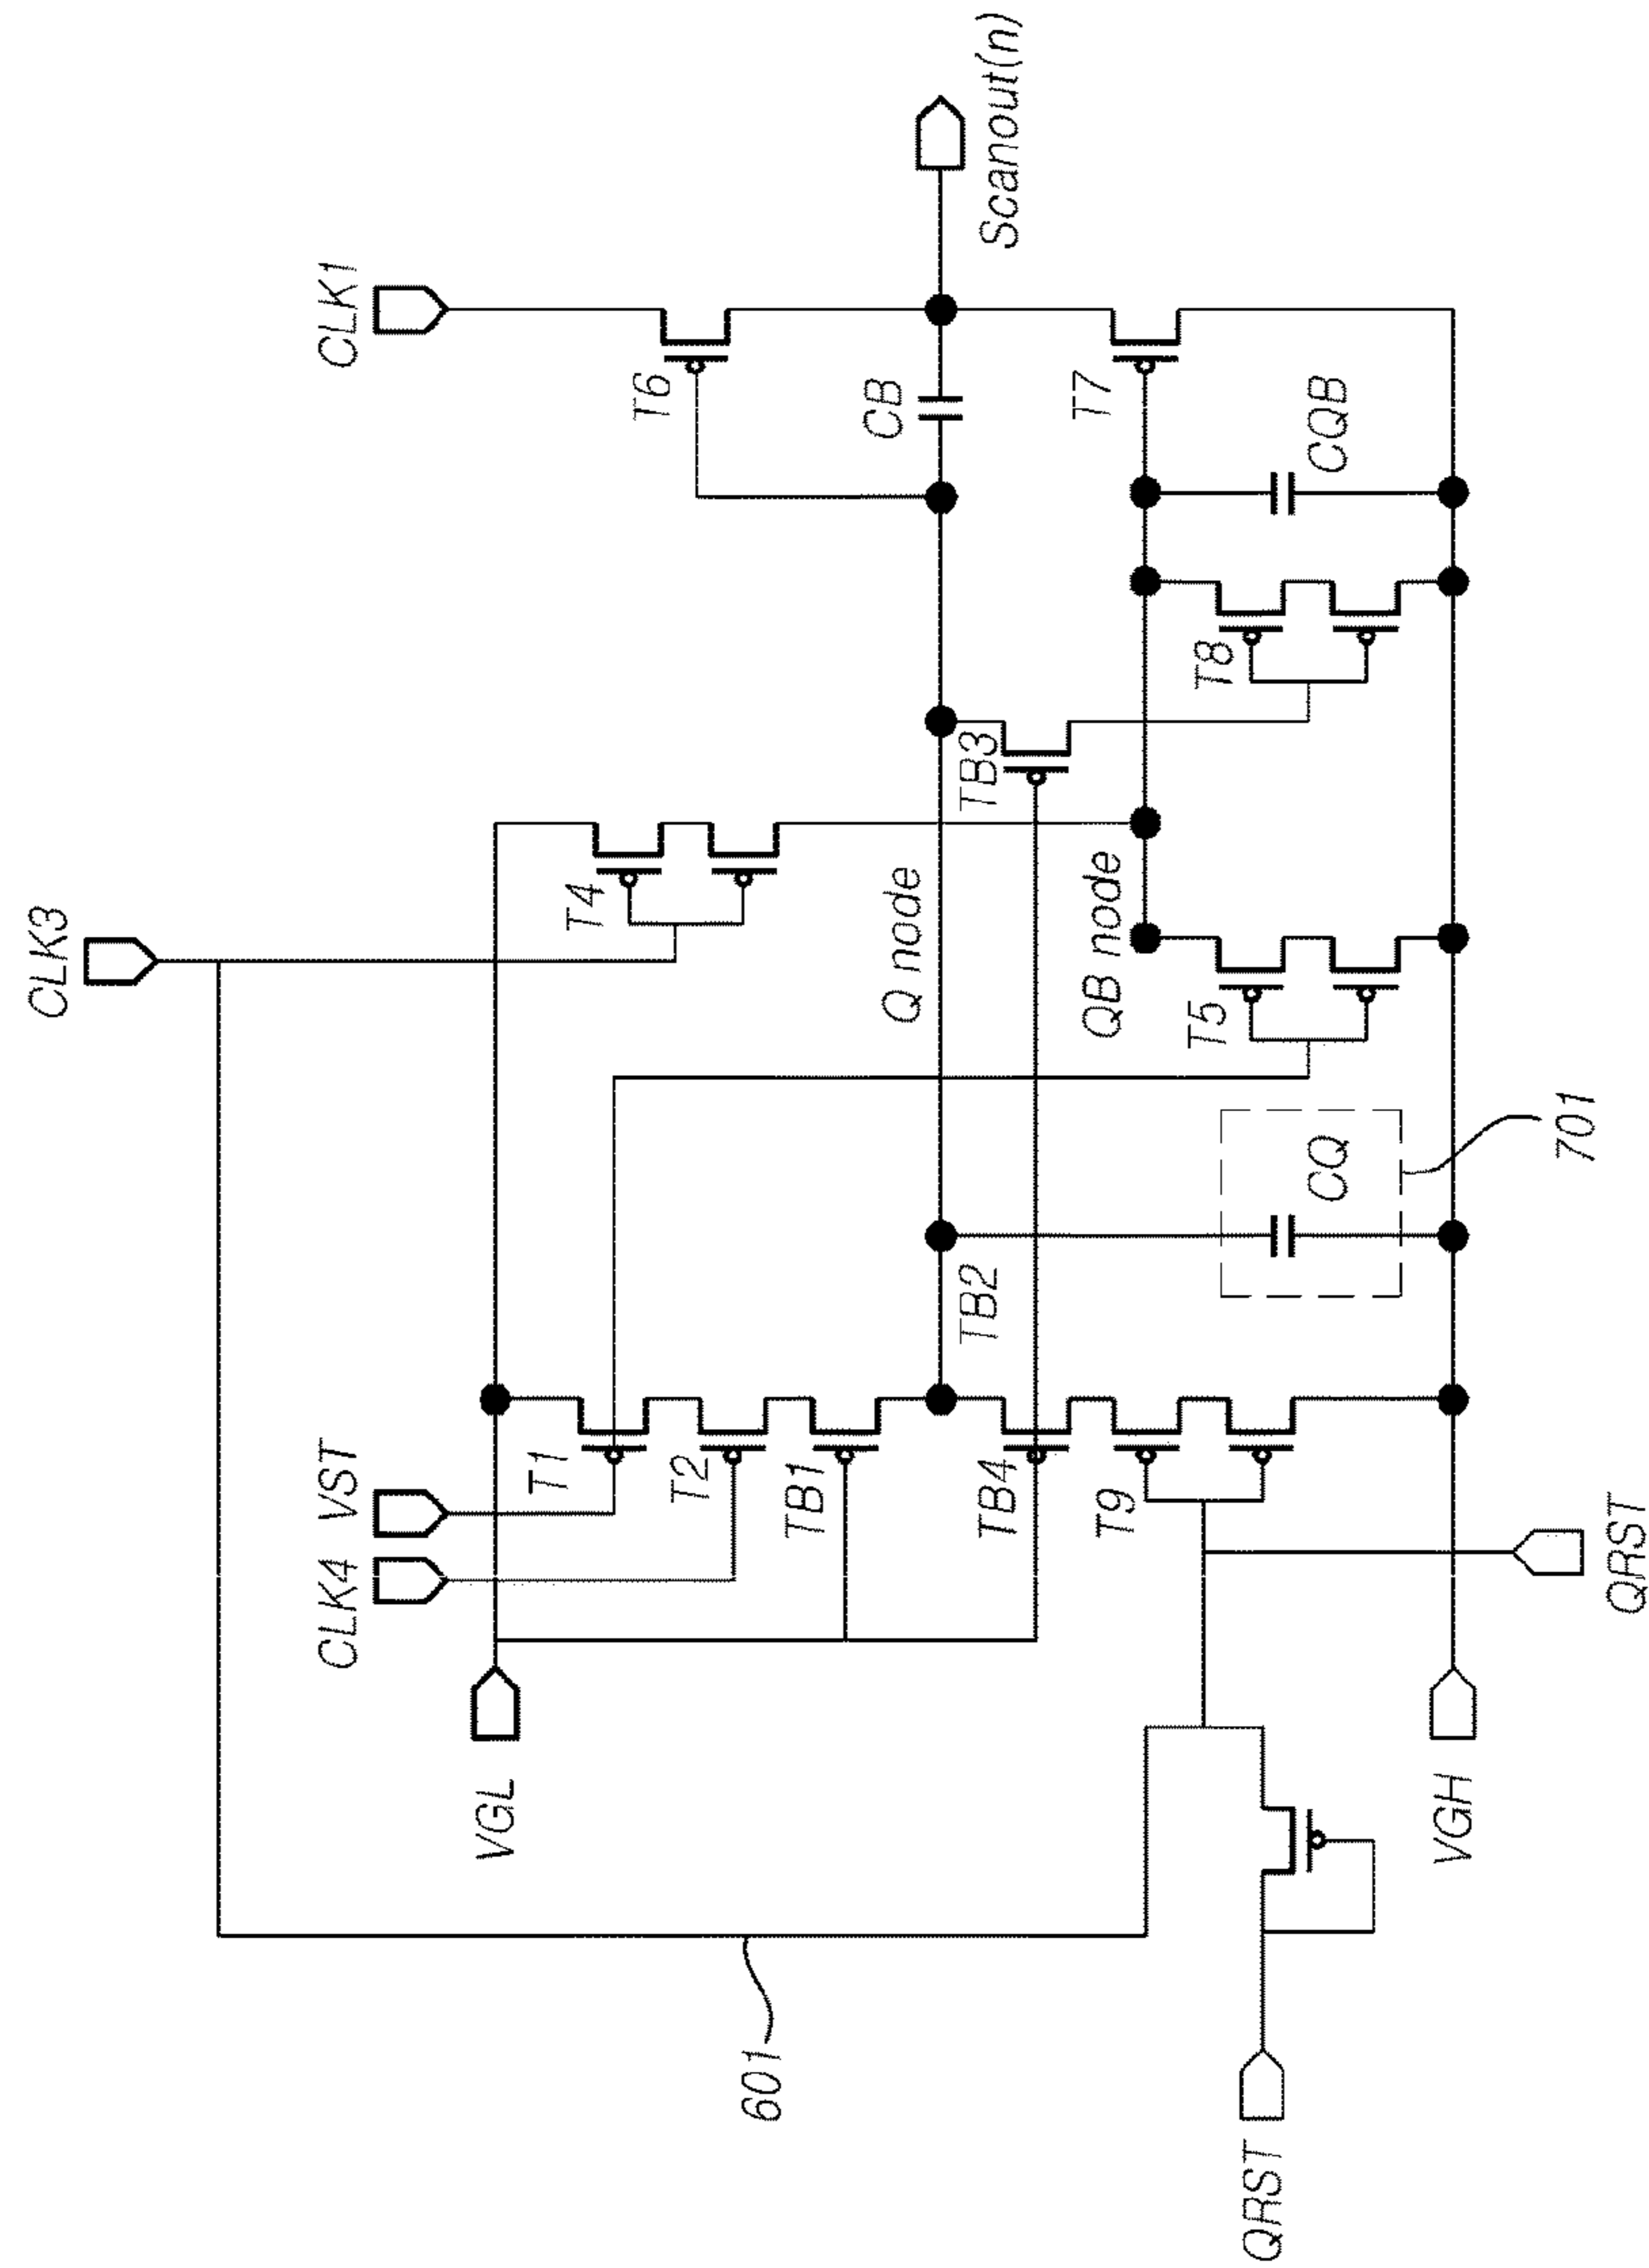 CLK3
CLK1
CLK4
VST
VGL
T1
T2
TB1
T4
T6
CB
Scanout(n)
Q node
TB2
TB3
TB4
T9
QB node
T5
T7
T8
CQB
CQ
701
601
QRST
VGH
QRST